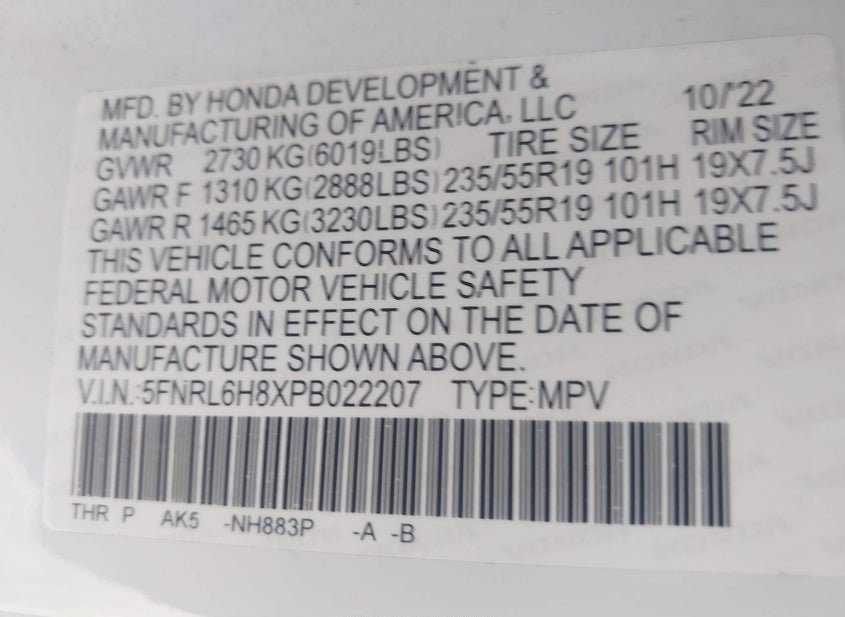 MFD. BY HONDA DEVELOPMENT &
MANUFACTURING OF AMERICA, LLC 10/'22
GVWR 2730 KG(6019LBS) TIRE SIZE RIM SIZE
GAWR F 1310 KG(2888LBS) 235/55R19 101H 19X7.5J
GAWR R 1465 KG(3230LBS) 235/55R19 101H 19X7.5J
THIS VEHICLE CONFORMS TO ALL APPLICABLE
FEDERAL MOTOR VEHICLE SAFETY
STANDARDS IN EFFECT ON THE DATE OF
MANUFACTURE SHOWN ABOVE.
V.I.N.:5FNRL6H8XPB022207 TYPE:MPV
THR P AK5 -NH883P -A -B